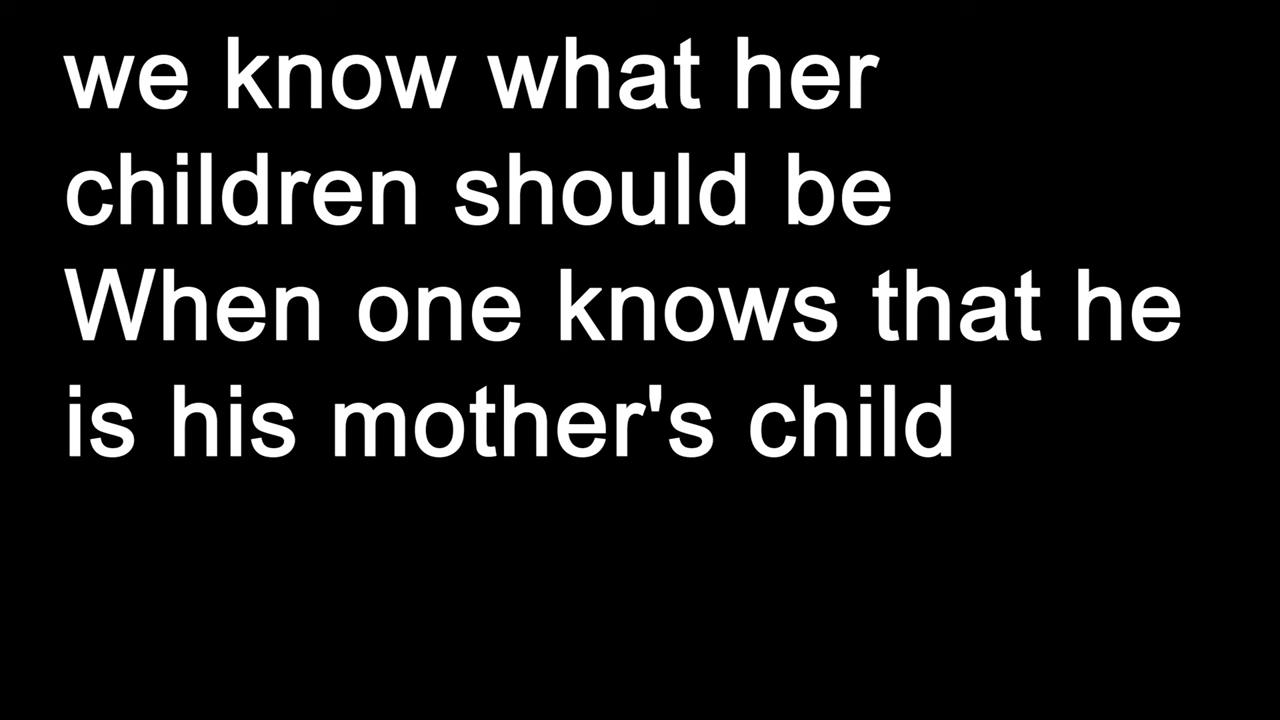 we know what her
children should be
When one knows that he
is his mother's child